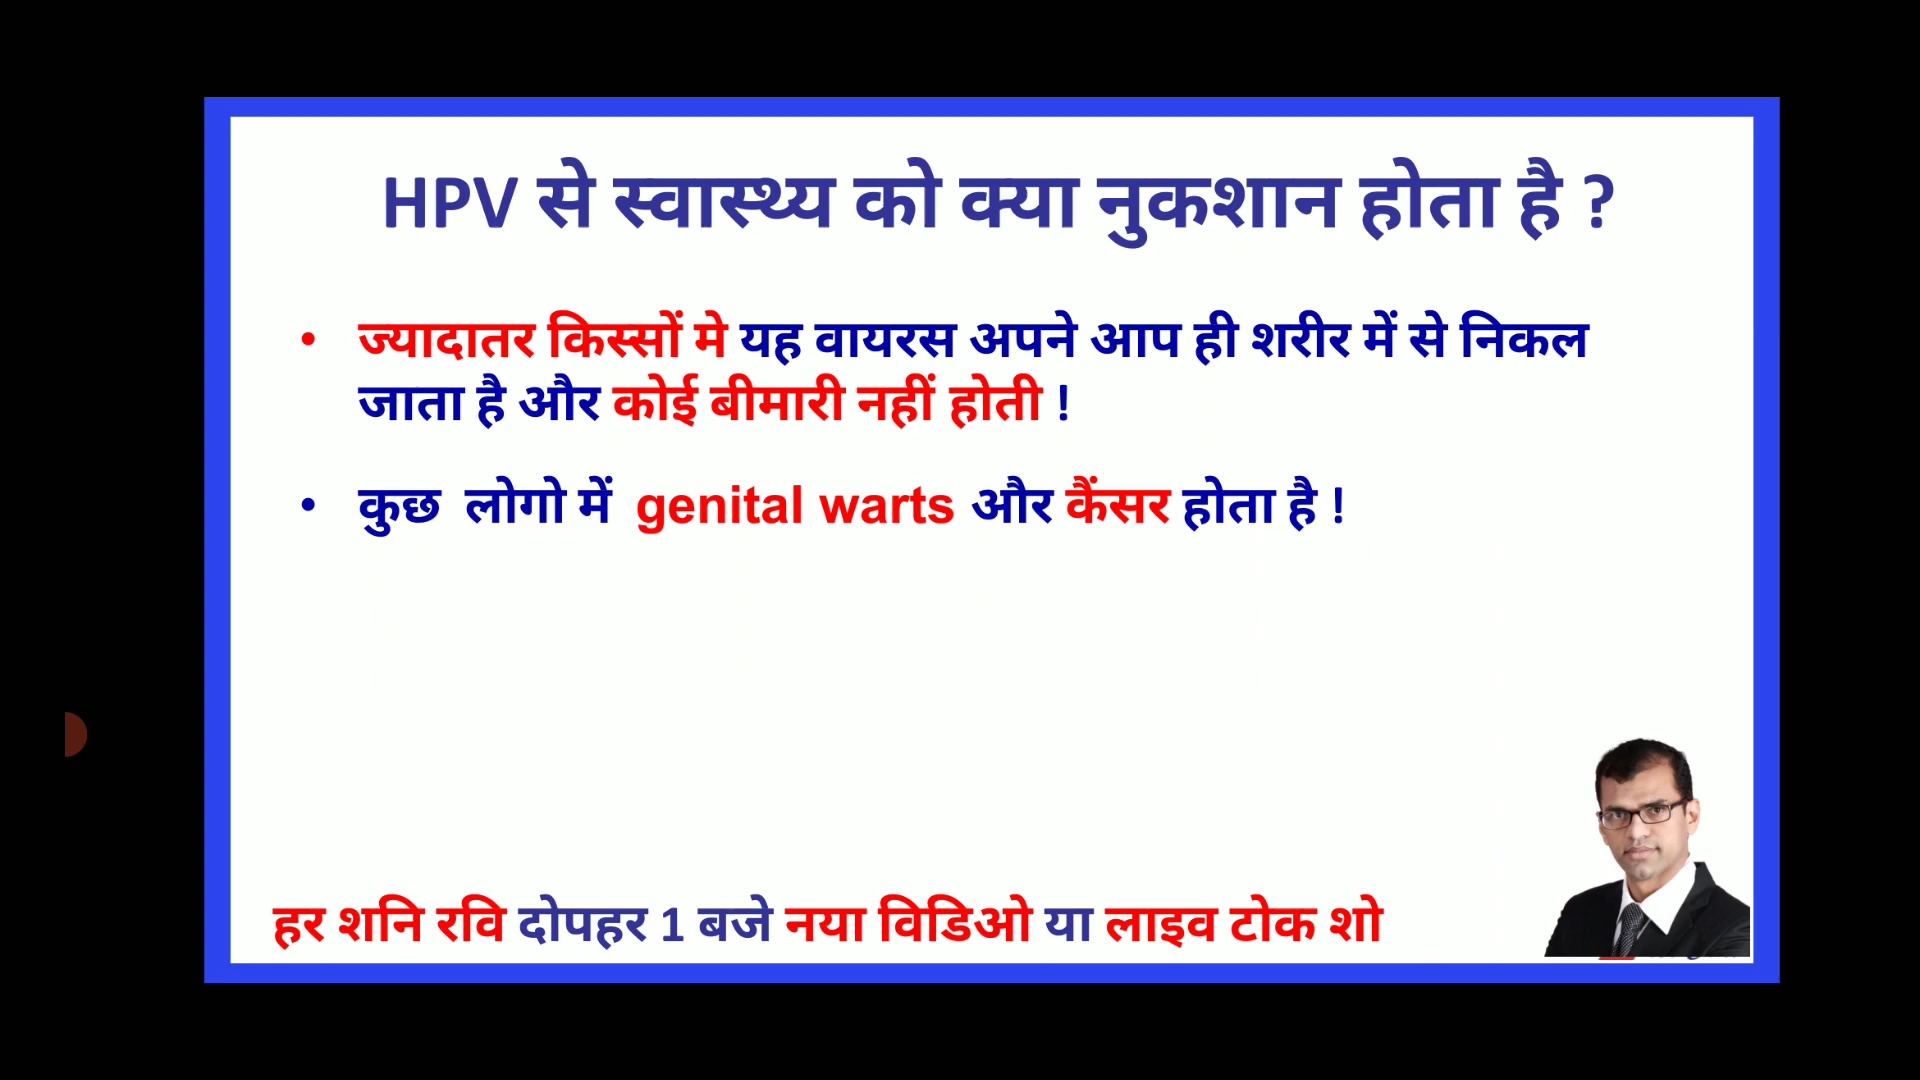 HPV से स्वास्थ्य को क्या नुकशान होता है ?
• ज्यादातर किस्सों मे यह वायरस अपने आप ही शरीर में से निकल
जाता है और कोई बीमारी नहीं होती !
• कुछ लोगो में genital warts और कैंसर होता है !
हर शनि रवि दोपहर 1 बजे नया विडिओ या लाइव टोक शो